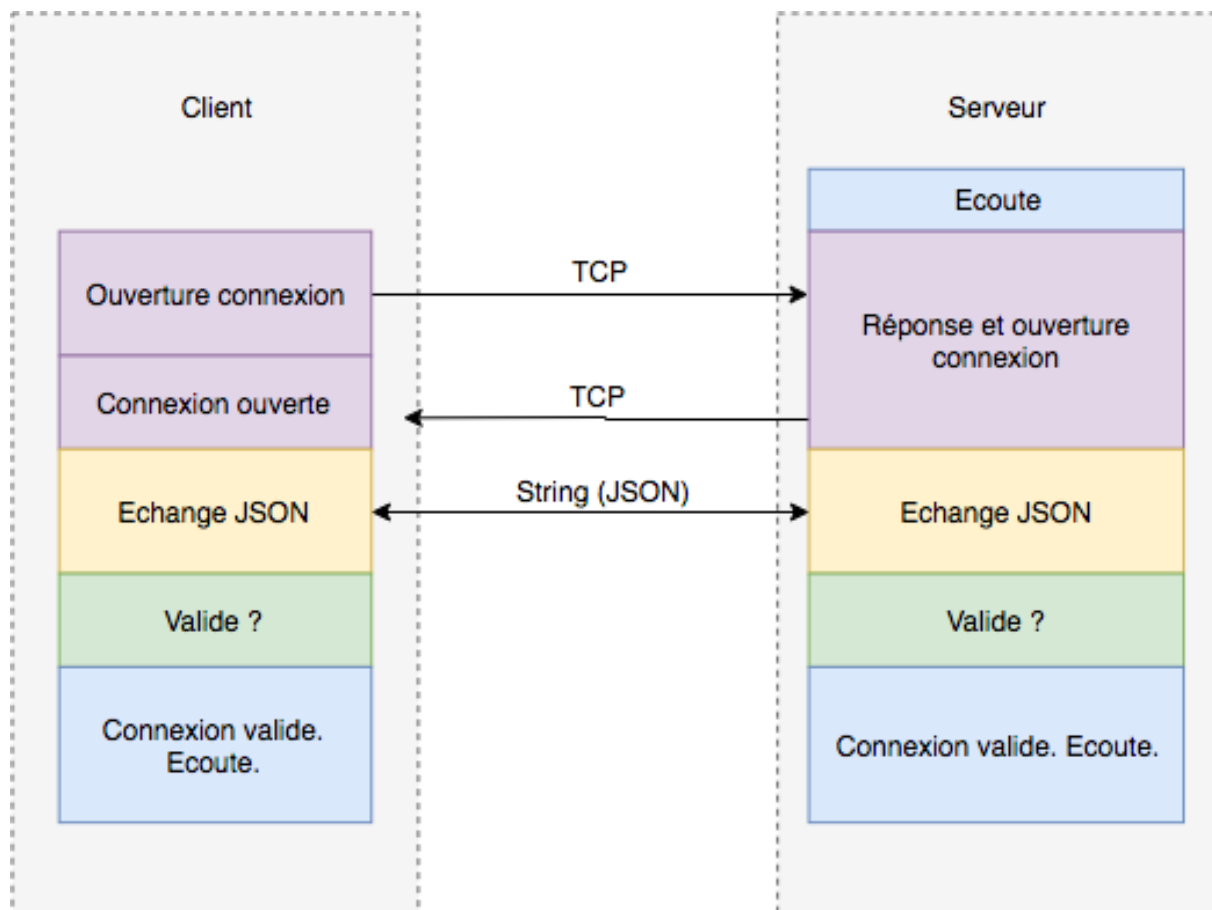 Client
Serveur
Ecoute
Ouverture connexion
TCP
Réponse et ouverture
connexion
Connexion ouverte
TCP
Echange JSON
String (JSON)
Echange JSON
Valide ?
Valide ?
Connexion valide.
Ecoute.
Connexion valide. Ecoute.